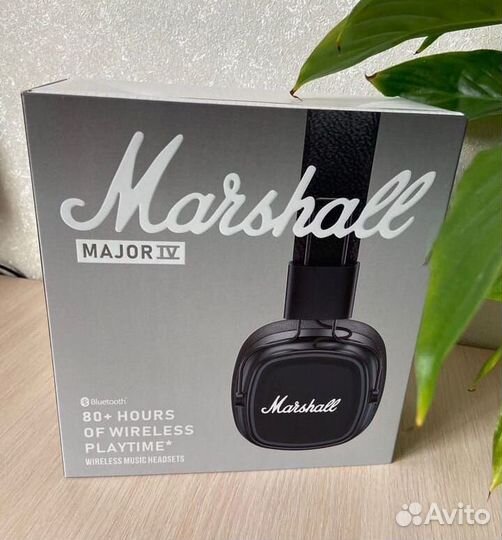 Marshall
MAJOR IV
Bluetooth
80+ HOURS
OF WIRELESS
PLAYTIME*
WIRELESS MUSIC HEADSETS
Marshall
Avito